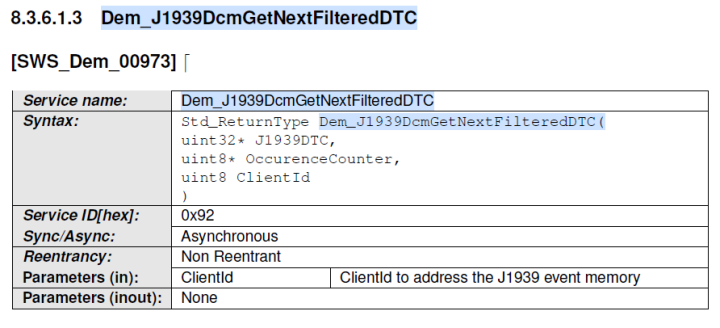 8.3.6.1.3 Dem_J1939DcmGetNextFilteredDTC
[SWS_Dem_00973] ⌈
Service name: Dem_J1939DcmGetNextFilteredDTC
Syntax: Std_ReturnType Dem_J1939DcmGetNextFilteredDTC(
uint32* J1939DTC,
uint8* OccurenceCounter,
uint8 ClientId
)
Service ID[hex]: 0x92
Sync/Async: Asynchronous
Reentrancy: Non Reentrant
Parameters (in): ClientId ClientId to address the J1939 event memory
Parameters (inout): None